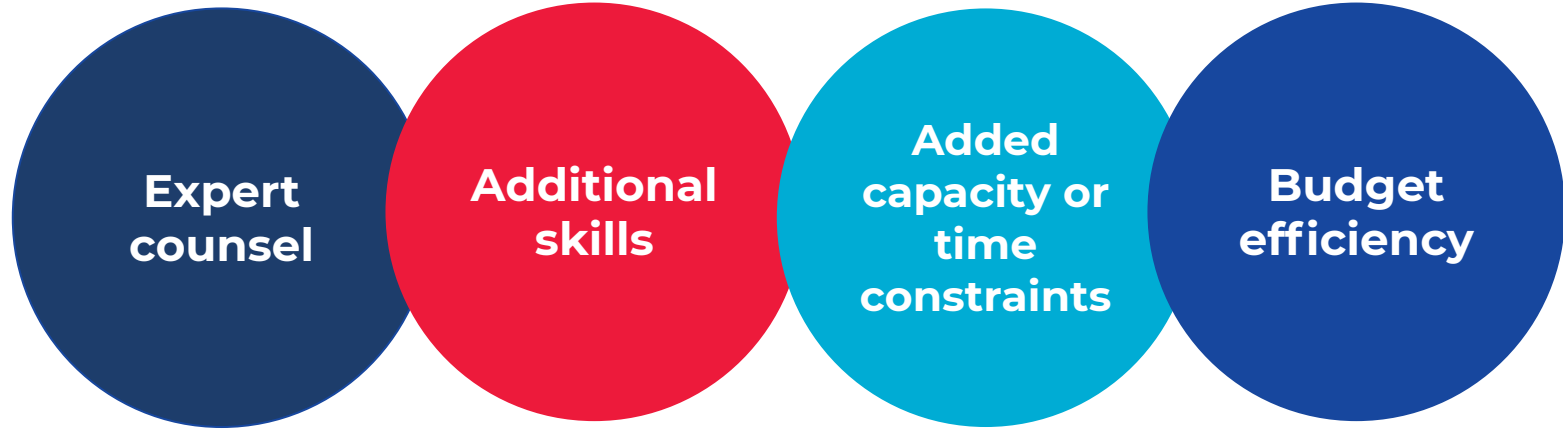 Expert
counsel
Additional
skills
Added
capacity or
time
constraints
Budget
efficiency